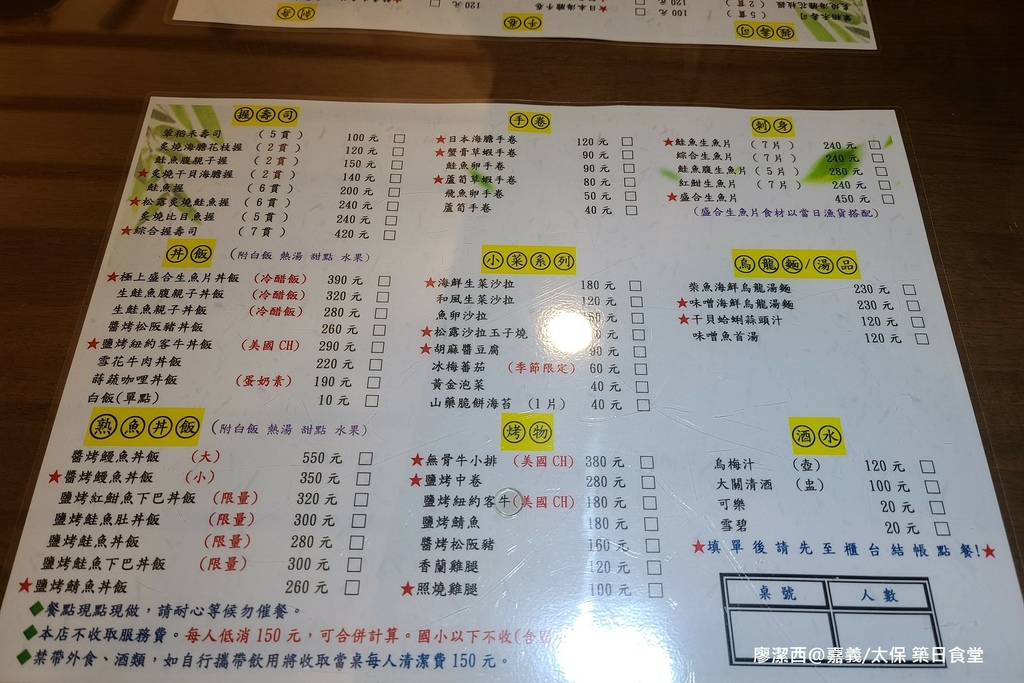 握壽司
章稻禾壽司 (5貫) 100元
炙燒海膽花枝握 (2貫) 120元
鮭魚腹親子握 (2貫) 150元
★炙燒干貝海膽握 (2貫) 140元
鮭魚握 (6貫) 200元
★松露炙燒鮭魚握 (6貫) 240元
炙燒比目魚握 (5貫) 240元
★綜合握壽司 (7貫) 420元
手卷
★日本海膽手卷 120元
★蟹膏草蝦手卷 90元
鮭魚卵手卷 90元
★蘆筍草蝦手卷 80元
飛魚卵手卷 50元
蘆筍手卷 40元
刺身
★鮭魚生魚片 (7片) 240元
綜合生魚片 (7片) 240元
鮭魚腹生魚片 (5片) 280元
紅魽生魚片 (7片) 240元
★盛合生魚片 450元
(盛合生魚片食材以當日漁貨搭配)
丼飯 (附白飯 熱湯 甜點 水果)
★極上盛合生魚片丼飯 (冷醋飯) 390元
生鮭魚腹親子丼飯 (冷醋飯) 320元
生鮭魚親子丼飯 (冷醋飯) 280元
醬烤松阪豬丼飯 260元
★鹽烤紐約客牛丼飯 (美國CH) 290元
雪花牛肉丼飯 220元
蒔蔬咖哩丼飯 (蛋奶素) 190元
白飯(單點) 10元
小菜系列
★海鮮生菜沙拉 180元
和風生菜沙拉 120元
魚卵沙拉
★松露沙拉玉子燒
★胡麻醬豆腐 90元
冰梅蕃茄 (季節限定) 60元
黃金泡菜 40元
山藥脆餅海苔 (1片) 40元
烏龍麵/湯品
柴魚海鮮烏龍湯麵 230元
★味噌海鮮烏龍湯麵 230元
★干貝蛤蜊蒜頭汁 120元
味噌魚首湯 120元
熟魚丼飯 (附白飯 熱湯 甜點 水果)
醬烤鰻魚丼飯 (大) 550元
★醬烤鰻魚丼飯 (小) 350元
鹽烤紅魽魚下巴丼飯 (限量) 320元
鹽烤鮭魚肚丼飯 (限量) 300元
鹽烤鮭魚丼飯 (限量) 280元
鹽烤鮭魚下巴丼飯 (限量) 300元
★鹽烤鯖魚丼飯 260元
烤物
★無骨牛小排 (美國CH) 380元
★鹽烤中卷 280元
鹽烤紐約客牛(美國CH) 180元
鹽烤鯖魚 180元
醬烤松阪豬 160元
香蘭雞腿 120元
★照燒雞腿 100元
酒水
烏梅汁 (壺) 120元
大關清酒 (盅) 100元
可樂 20元
雪碧 20元
★填單後請先至櫃台結帳點餐!★
桌號 人數
◆餐點現點現做，請耐心等候勿催餐。
◆本店不收取服務費。每人低消150元，可合併計算。國小以下不收(含
◆禁帶外食、酒類，如自行攜帶飲用將收取當桌每人清潔費150元。
廖潔西@嘉義/太保 築日食堂